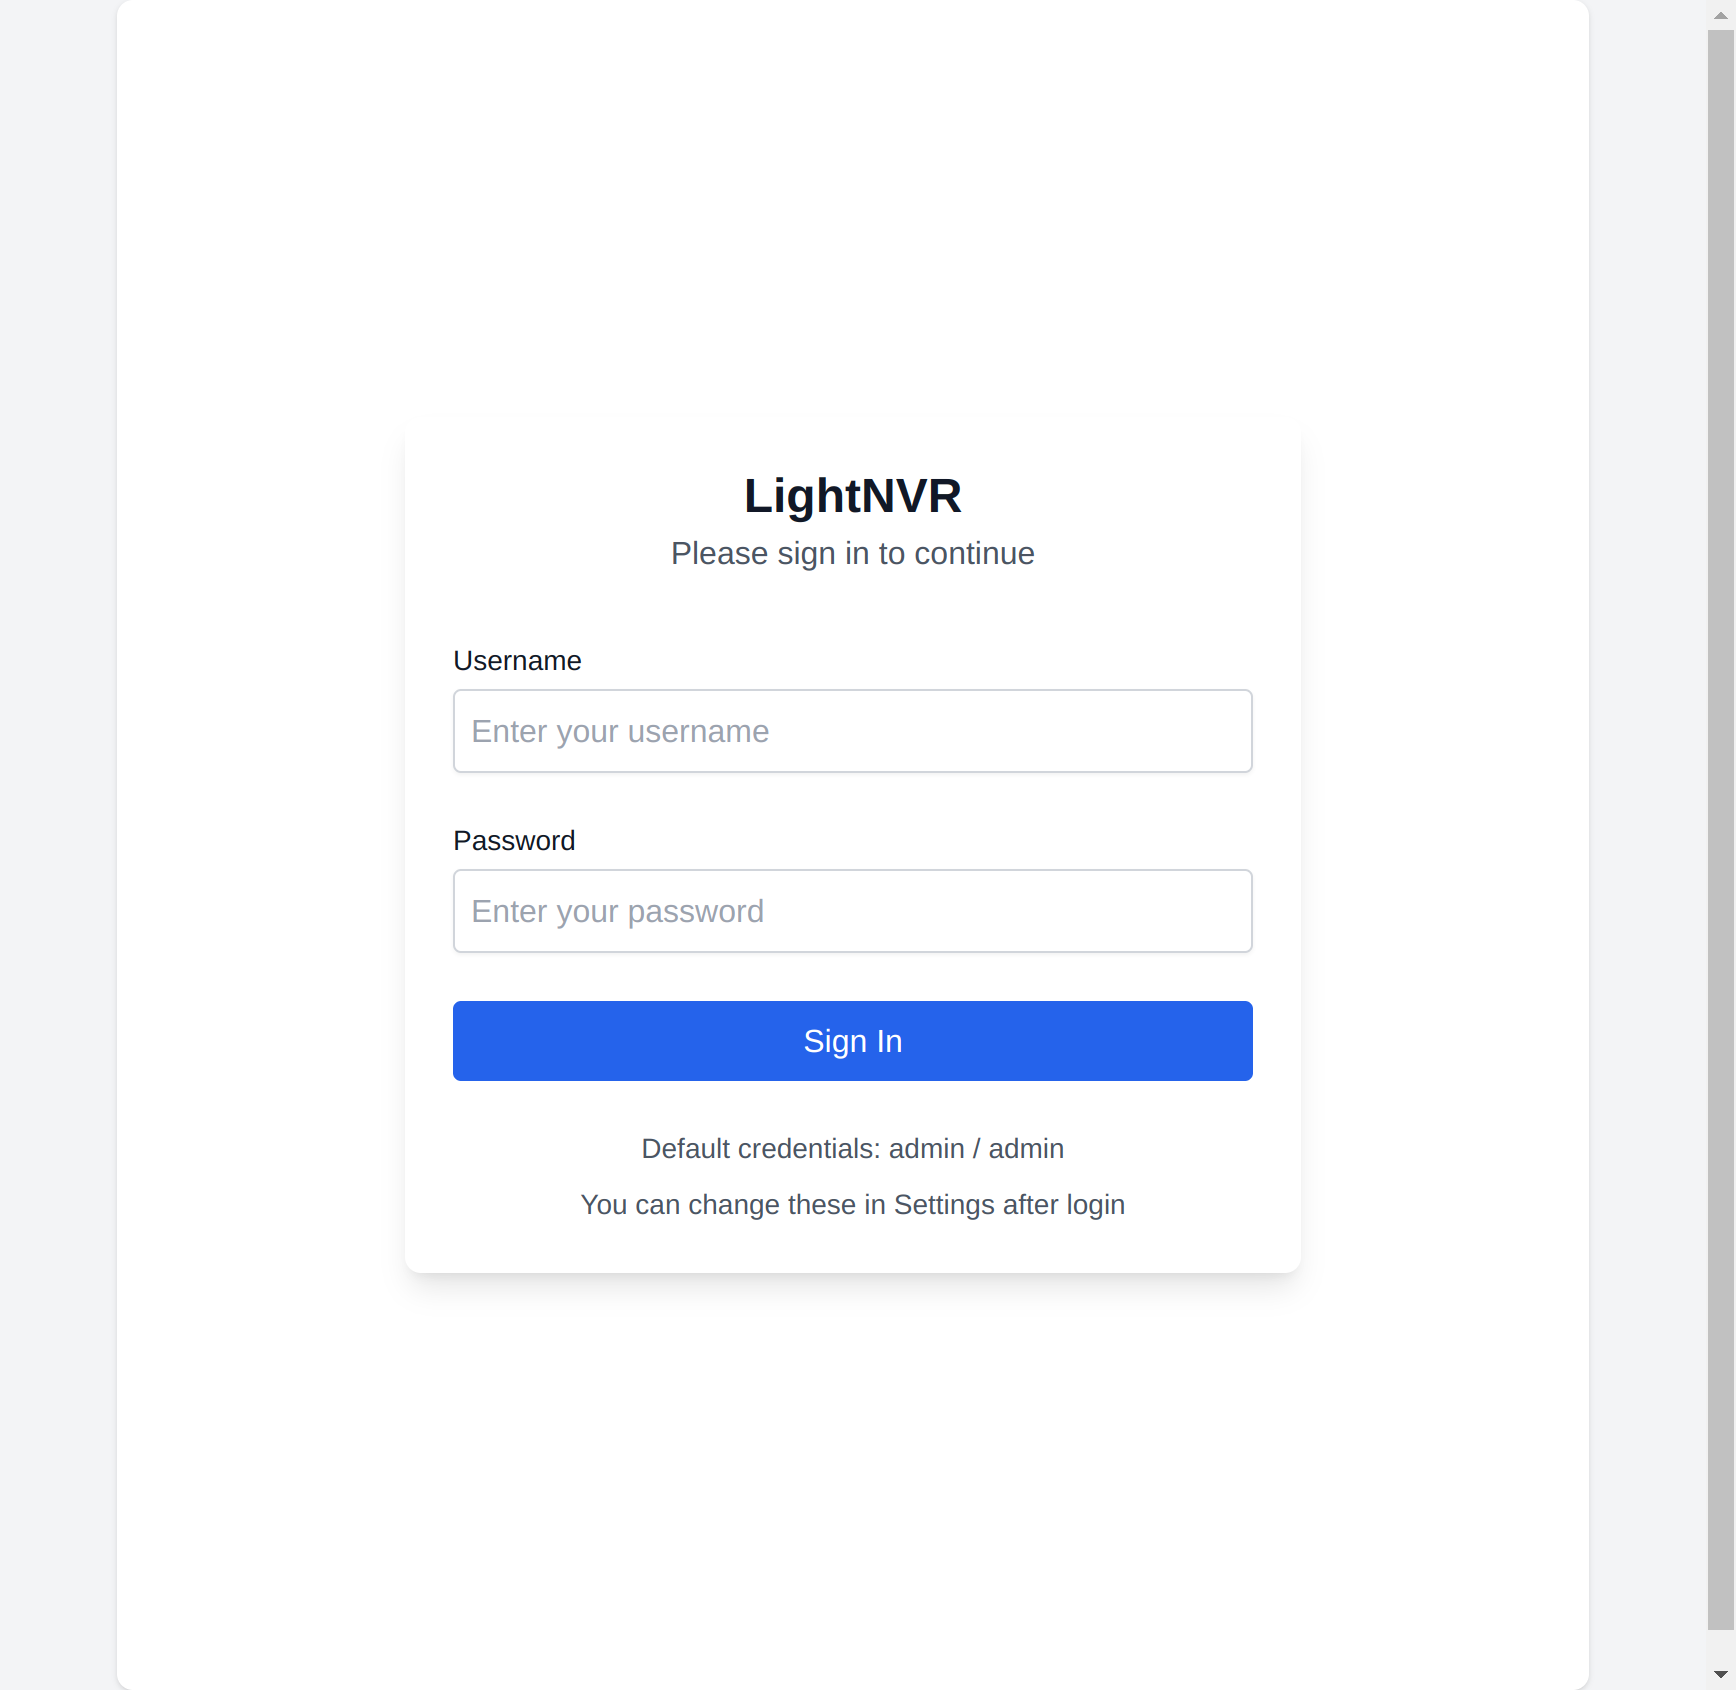 LightNVR
Please sign in to continue
Username
Enter your username
Password
Enter your password
Sign In
Default credentials: admin / admin
You can change these in Settings after login